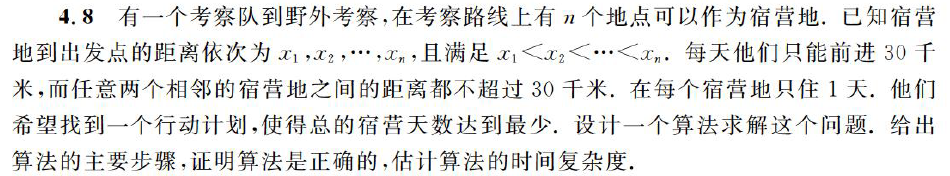 4.8 有一个考察队到野外考察,在考察路线上有 n 个地点可以作为宿营地. 已知宿营
地到出发点的距离依次为 x₁,x₂,⋯,xₙ,且满足 x₁<x₂<⋯<xₙ. 每天他们只能前进 30 千
米,而任意两个相邻的宿营地之间的距离都不超过 30 千米. 在每个宿营地只住 1 天. 他们
希望找到一个行动计划,使得总的宿营天数达到最少. 设计一个算法求解这个问题. 给出
算法的主要步骤,证明算法是正确的,估计算法的时间复杂度.